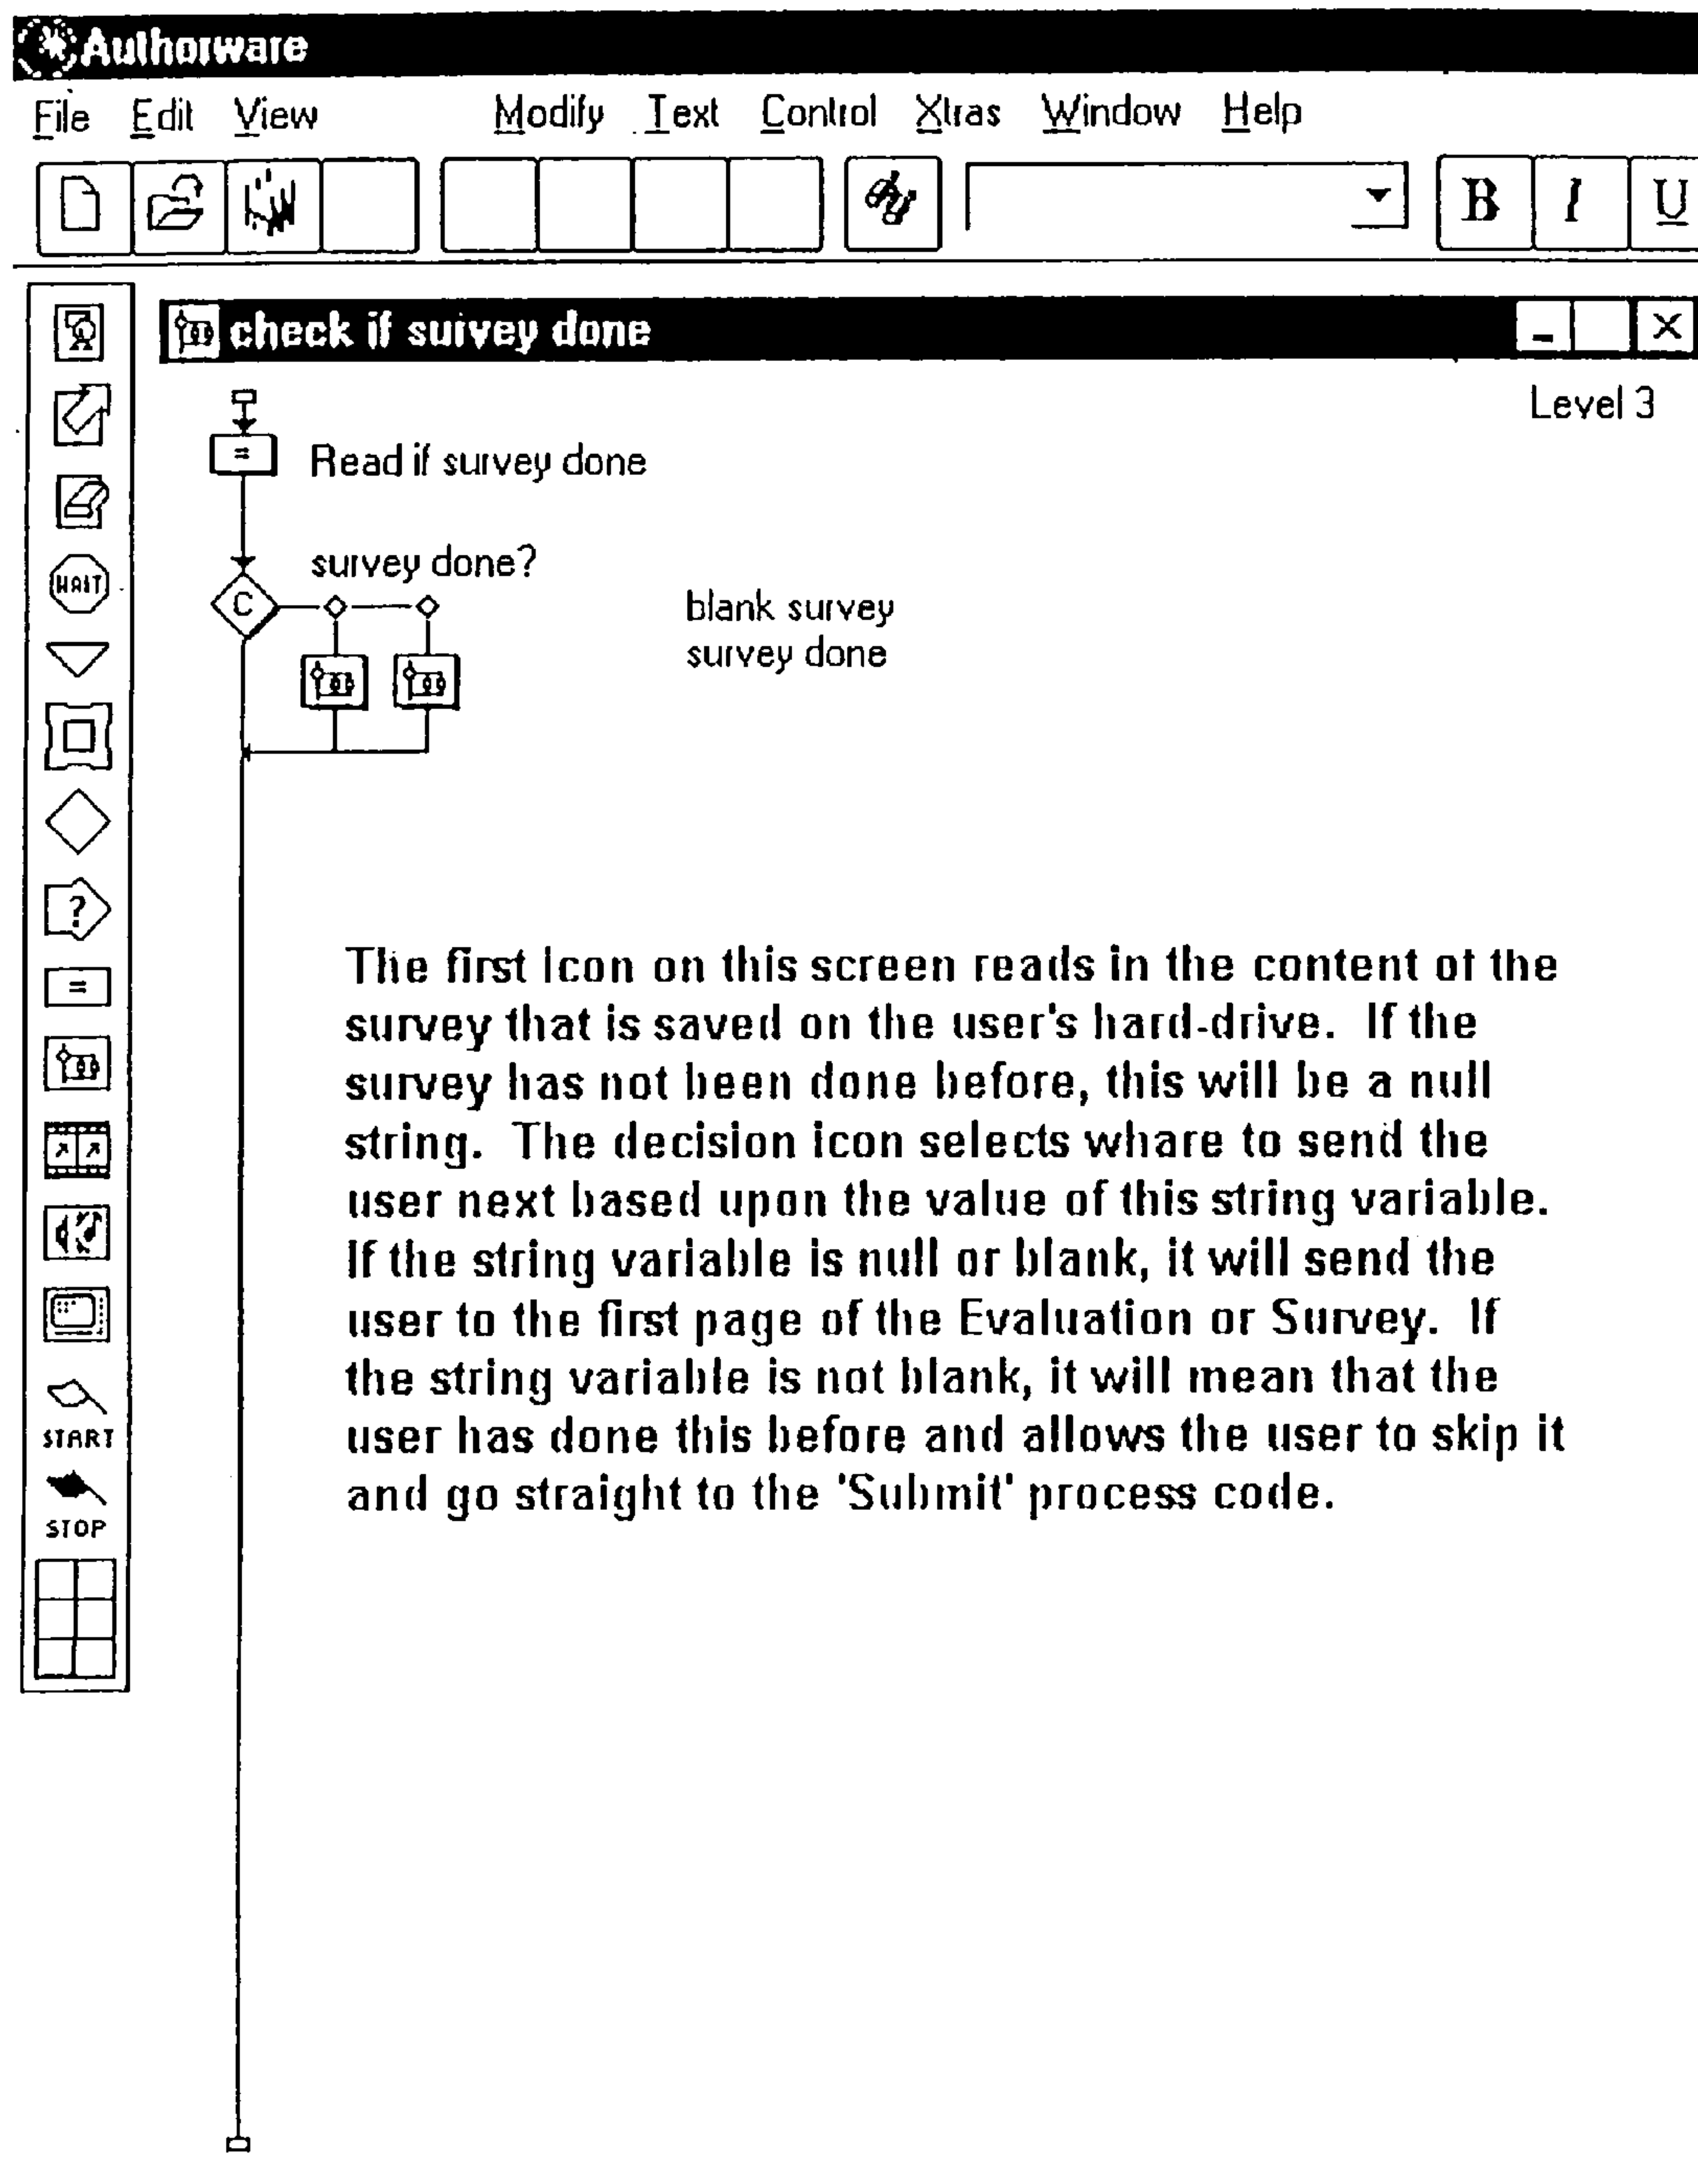 Authorware
File Edit View Modify Text Control Xtras Window Help
B I U
check if survey done
Level 3
=
Read if survey done
survey done?
C
blank survey
survey done
WAIT
?
=
START
STOP
The first Icon on this screen reads in the content of the
survey that is saved on the user's hard-drive. If the
survey has not been done before, this will be a null
string. The decision icon selects whare to send the
user next based upon the value of this string variable.
If the string variable is null or blank, it will send the
user to the first page of the Evaluation or Survey. If
the string variable is not blank, it will mean that the
user has done this before and allows the user to skip it
and go straight to the 'Submit' process code.